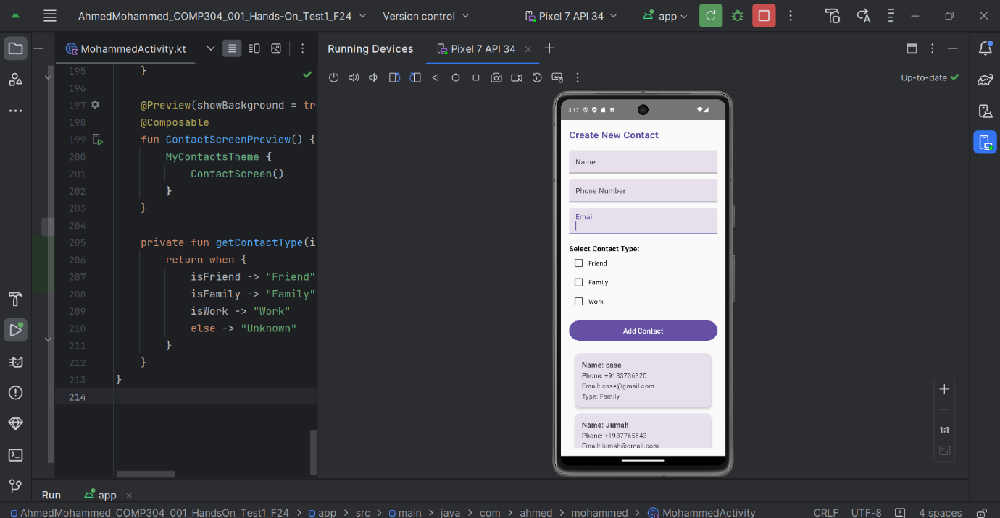 AhmedMohammed_COMP304_001_Hands-On_Test1_F24
Version control
Pixel 7 API 34
app
MohammedActivity.kt
Running Devices
Pixel 7 API 34
Up-to-date
195 }
196
197 @Preview(showBackground = tru
198 @Composable
199 fun ContactScreenPreview() {
200 MyContactsTheme {
201 ContactScreen()
202 }
203 }
204
205 private fun getContactType(is
206 return when {
207 isFriend -> "Friend"
208 isFamily -> "Family"
209 isWork -> "Work"
210 else -> "Unknown"
211 }
212 }
213 }
214
3:17
Create New Contact
Name
Phone Number
Email
Select Contact Type:
Friend
Family
Work
Add Contact
Name: case
Phone: +9183736320
Email: case@gmail.com
Type: Family
Name: Jumah
Phone: +1987765543
Email: jumah@gmail.com
1:1
Run
app
AhmedMohammed_COMP304_001_HandsOn_Test1_F24 > app > src > main > java > com > ahmed > mohammed > MohammedActivity
CRLF
UTF-8
4 spaces